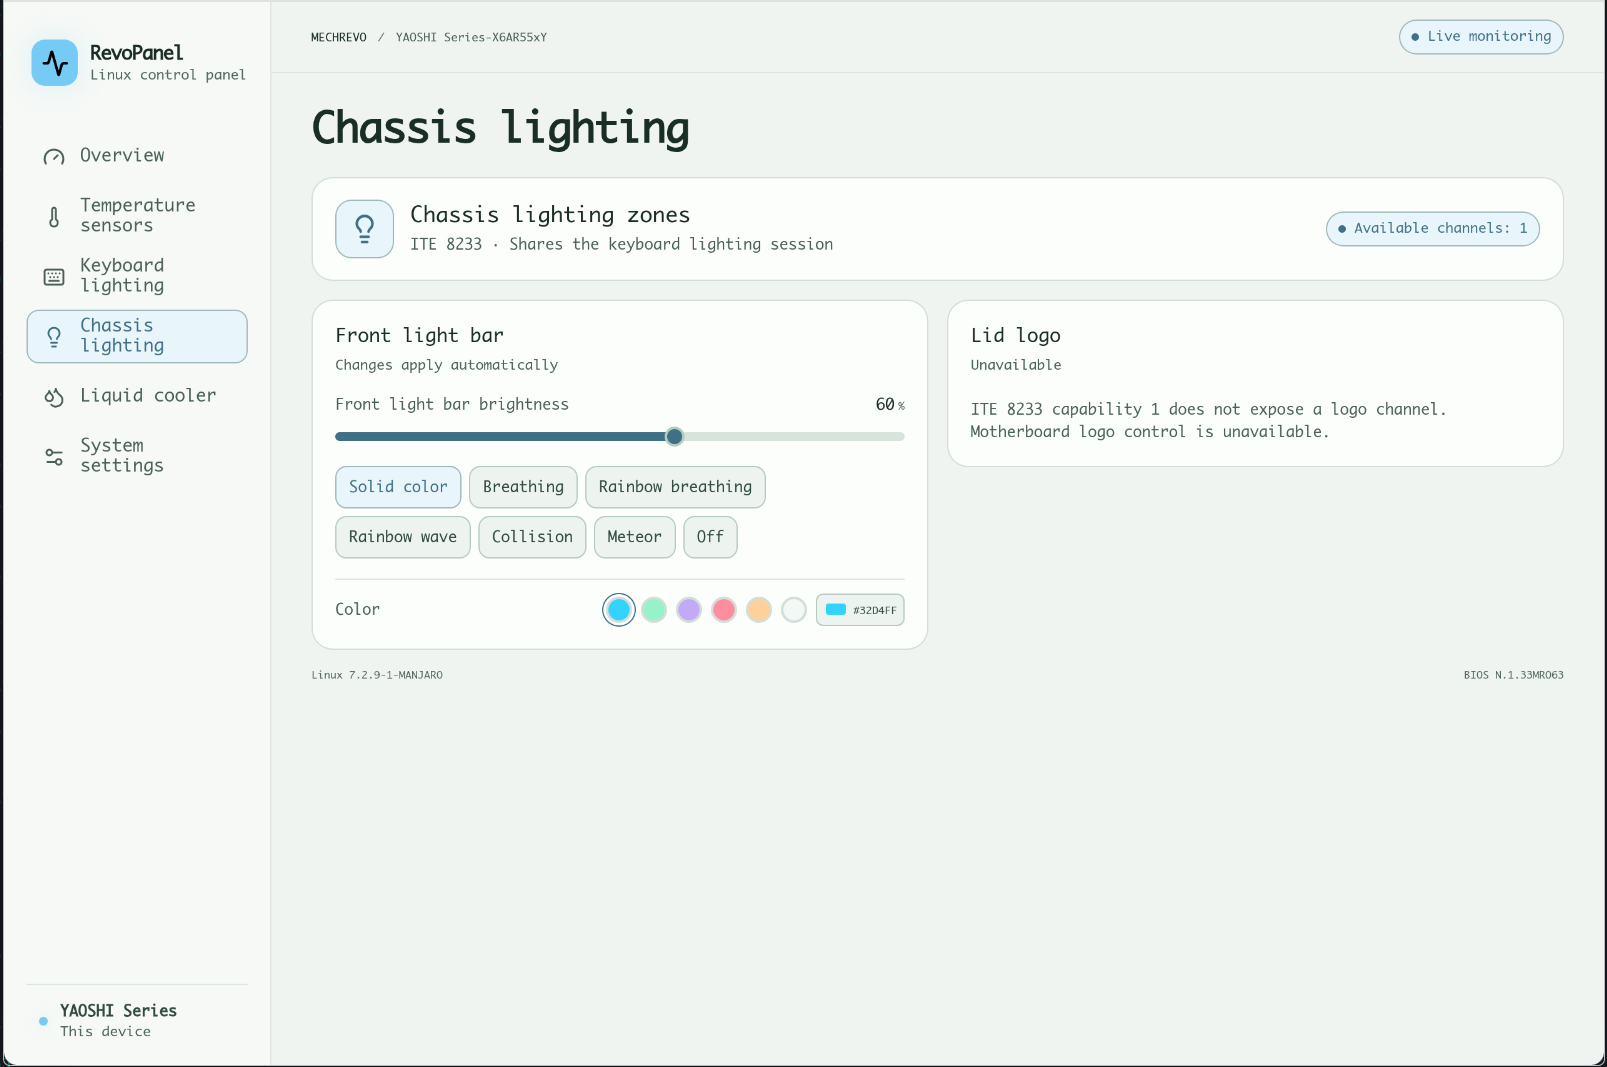 RevoPanel
Linux control panel
Overview
Temperature
sensors
Keyboard
lighting
Chassis
lighting
Liquid cooler
System
settings
YAOSHI Series
This device
MECHREVO / YAOSHI Series-X6AR55xY
Live monitoring
Chassis lighting
Chassis lighting zones
ITE 8233 · Shares the keyboard lighting session
Available channels: 1
Front light bar
Changes apply automatically
Front light bar brightness 60 %
Solid color Breathing Rainbow breathing
Rainbow wave Collision Meteor Off
Color #32D4FF
Lid logo
Unavailable
ITE 8233 capability 1 does not expose a logo channel.
Motherboard logo control is unavailable.
Linux 7.2.9-1-MANJARO
BIOS N.1.33MRO63